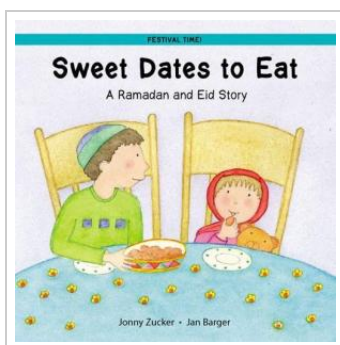 FESTIVAL TIME!
Sweet Dates to Eat
A Ramadan and Eid Story
Jonny Zucker • Jan Barger